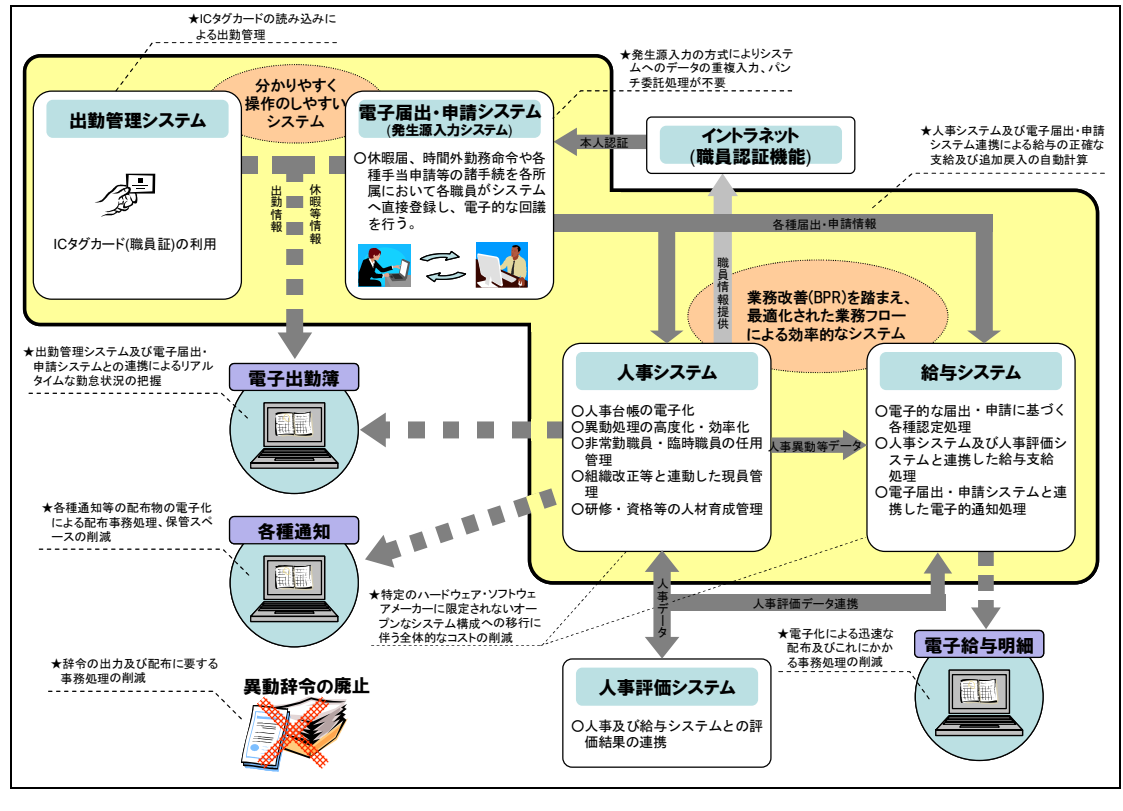 ★ICタグカードの読み込みに
よる出勤管理
★発生源入力の方式によりシステ
ムへのデータの重複入力、パン
チ委託処理が不要
分かりやすく
操作のしやすい
システム
出勤管理システム
ICタグカード(職員証)の利用
電子届出・申請システム
(発生源入力システム)
○休暇届、時間外勤務命令や各
種手当申請等の諸手続を各所
属において各職員がシステム
へ直接登録し、電子的な回議
を行う。
本人認証
イントラネット
(職員認証機能)
★人事システム及び電子届出・申請
システム連携による給与の正確な
支給及び追加戻入の自動計算
出勤情報
休暇等情報
各種届出・申請情報
職員情報提供
業務改善(BPR)を踏まえ、
最適化された業務フロー
による効率的なシステム
★出勤管理システム及び電子届出・
申請システムとの連携によるリアル
タイムな勤怠状況の把握
電子出勤簿
人事システム
○人事台帳の電子化
○異動処理の高度化・効率化
○非常勤職員・臨時職員の任用
管理
○組織改正等と連動した現員管
理
○研修・資格等の人材育成管理
人事異動等データ
給与システム
○電子的な届出・申請に基づく
各種認定処理
○人事システム及び人事評価シ
ステムと連携した給与支給
処理
○電子届出・申請システムと連
携した電子的通知処理
★各種通知等の配布物の電子化
による配布事務処理、保管スペ
ースの削減
各種通知
★特定のハードウェア・ソフトウェ
アメーカーに限定されないオー
プンなシステム構成への移行に
伴う全体的なコストの削減
人事データ
人事評価データ連携
★電子化による迅速な
配布及びこれにかか
る事務処理の削減
電子給与明細
★辞令の出力及び配布に要する
事務処理の削減
異動辞令の廃止
人事評価システム
○人事及び給与システムとの評
価結果の連携